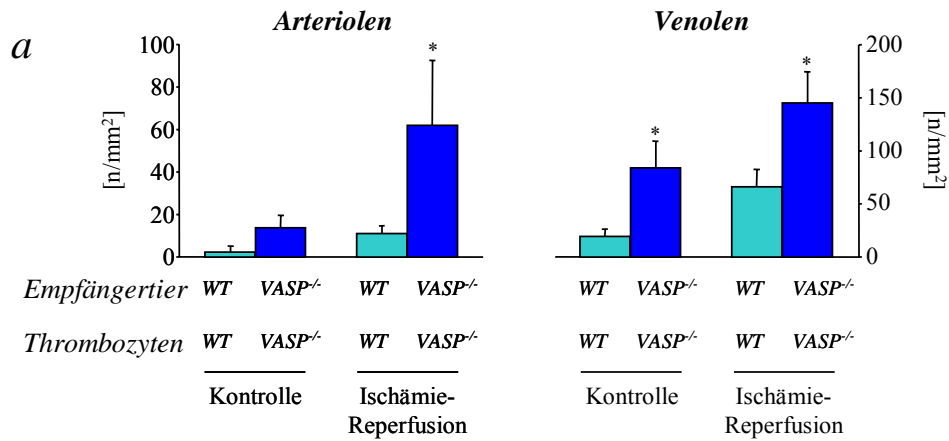 a
Arteriolen
Venolen
100
80
60
40
20
0
[n/mm²]
*
*
*
*
200
150
100
50
0
[n/mm²]
Empfängertier WT VASP-/- WT VASP-/- WT VASP-/- WT VASP-/-
Thrombozyten WT VASP-/- WT VASP-/- WT VASP-/- WT VASP-/-
Kontrolle Ischämie- Kontrolle Ischämie-
Reperfusion Reperfusion